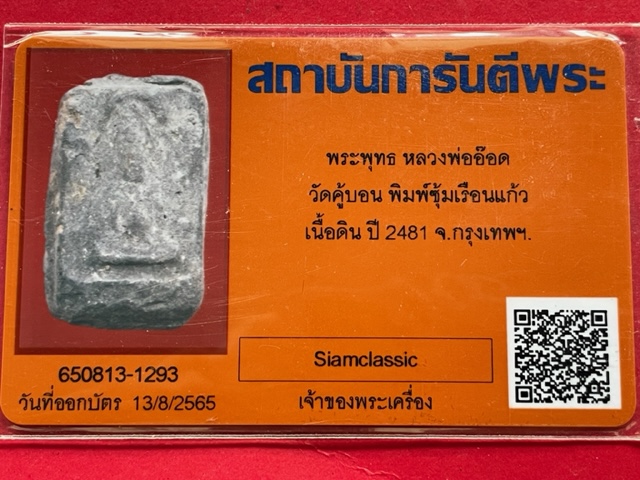 สถาบันการันตีพระ
พระพุทธ หลวงพ่ออ๊อด
วัดคู้บอน พิมพ์ซุ้มเรือนแก้ว
เนื้อดิน ปี 2481 จ.กรุงเทพฯ.
Siamclassic
เจ้าของพระเครื่อง
650813-1293
วันที่ออกบัตร 13/8/2565